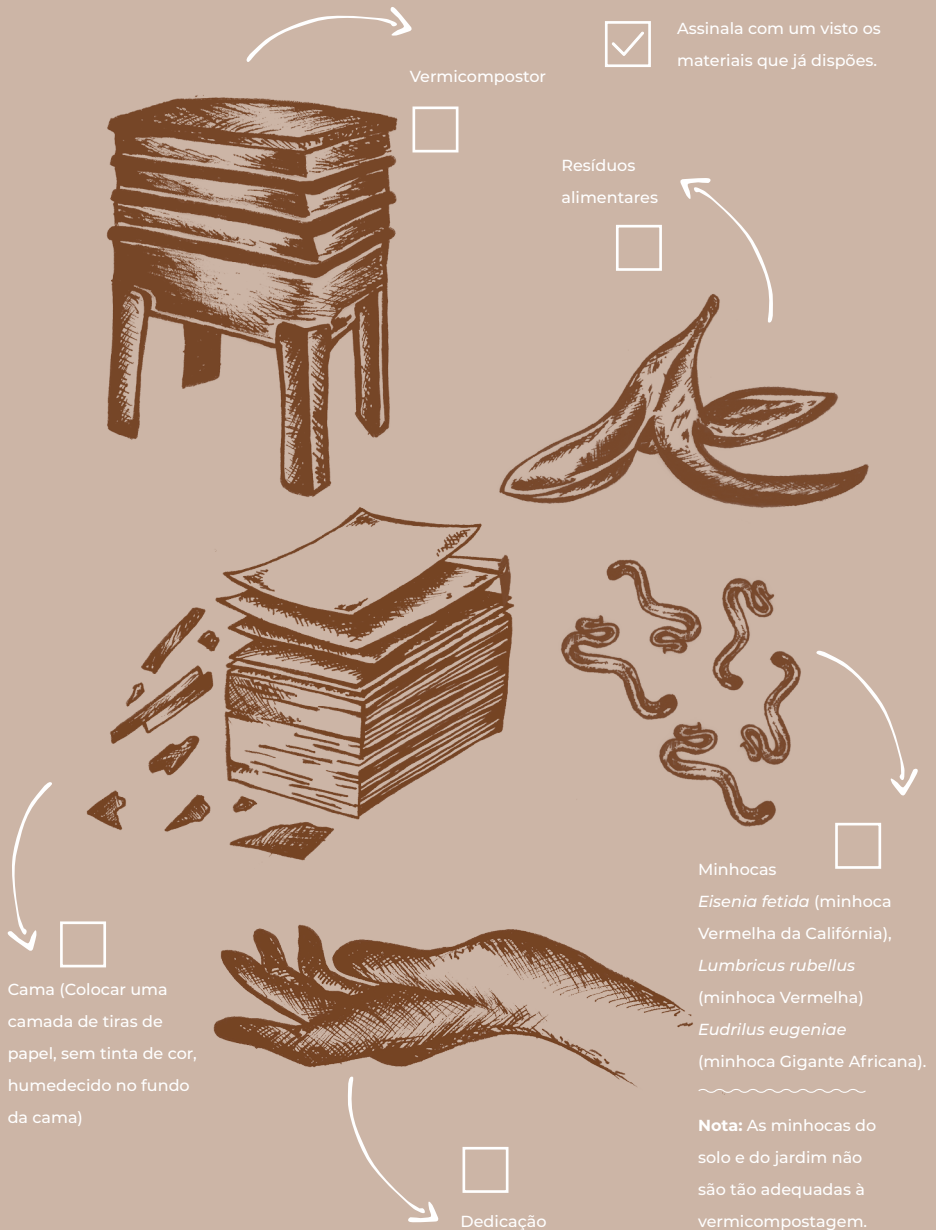 Assinala com um visto os
materiais que já dispões.
Vermicompostor
Resíduos
alimentares
Minhocas
Eisenia fetida (minhoca
Vermelha da Califórnia),
Lumbricus rubellus
(minhoca Vermelha)
Eudrilus eugeniae
(minhoca Gigante Africana).
Nota: As minhocas do
solo e do jardim não
são tão adequadas à
vermicompostagem.
Cama (Colocar uma
camada de tiras de
papel, sem tinta de cor,
humedecido no fundo
da cama)
Dedicação